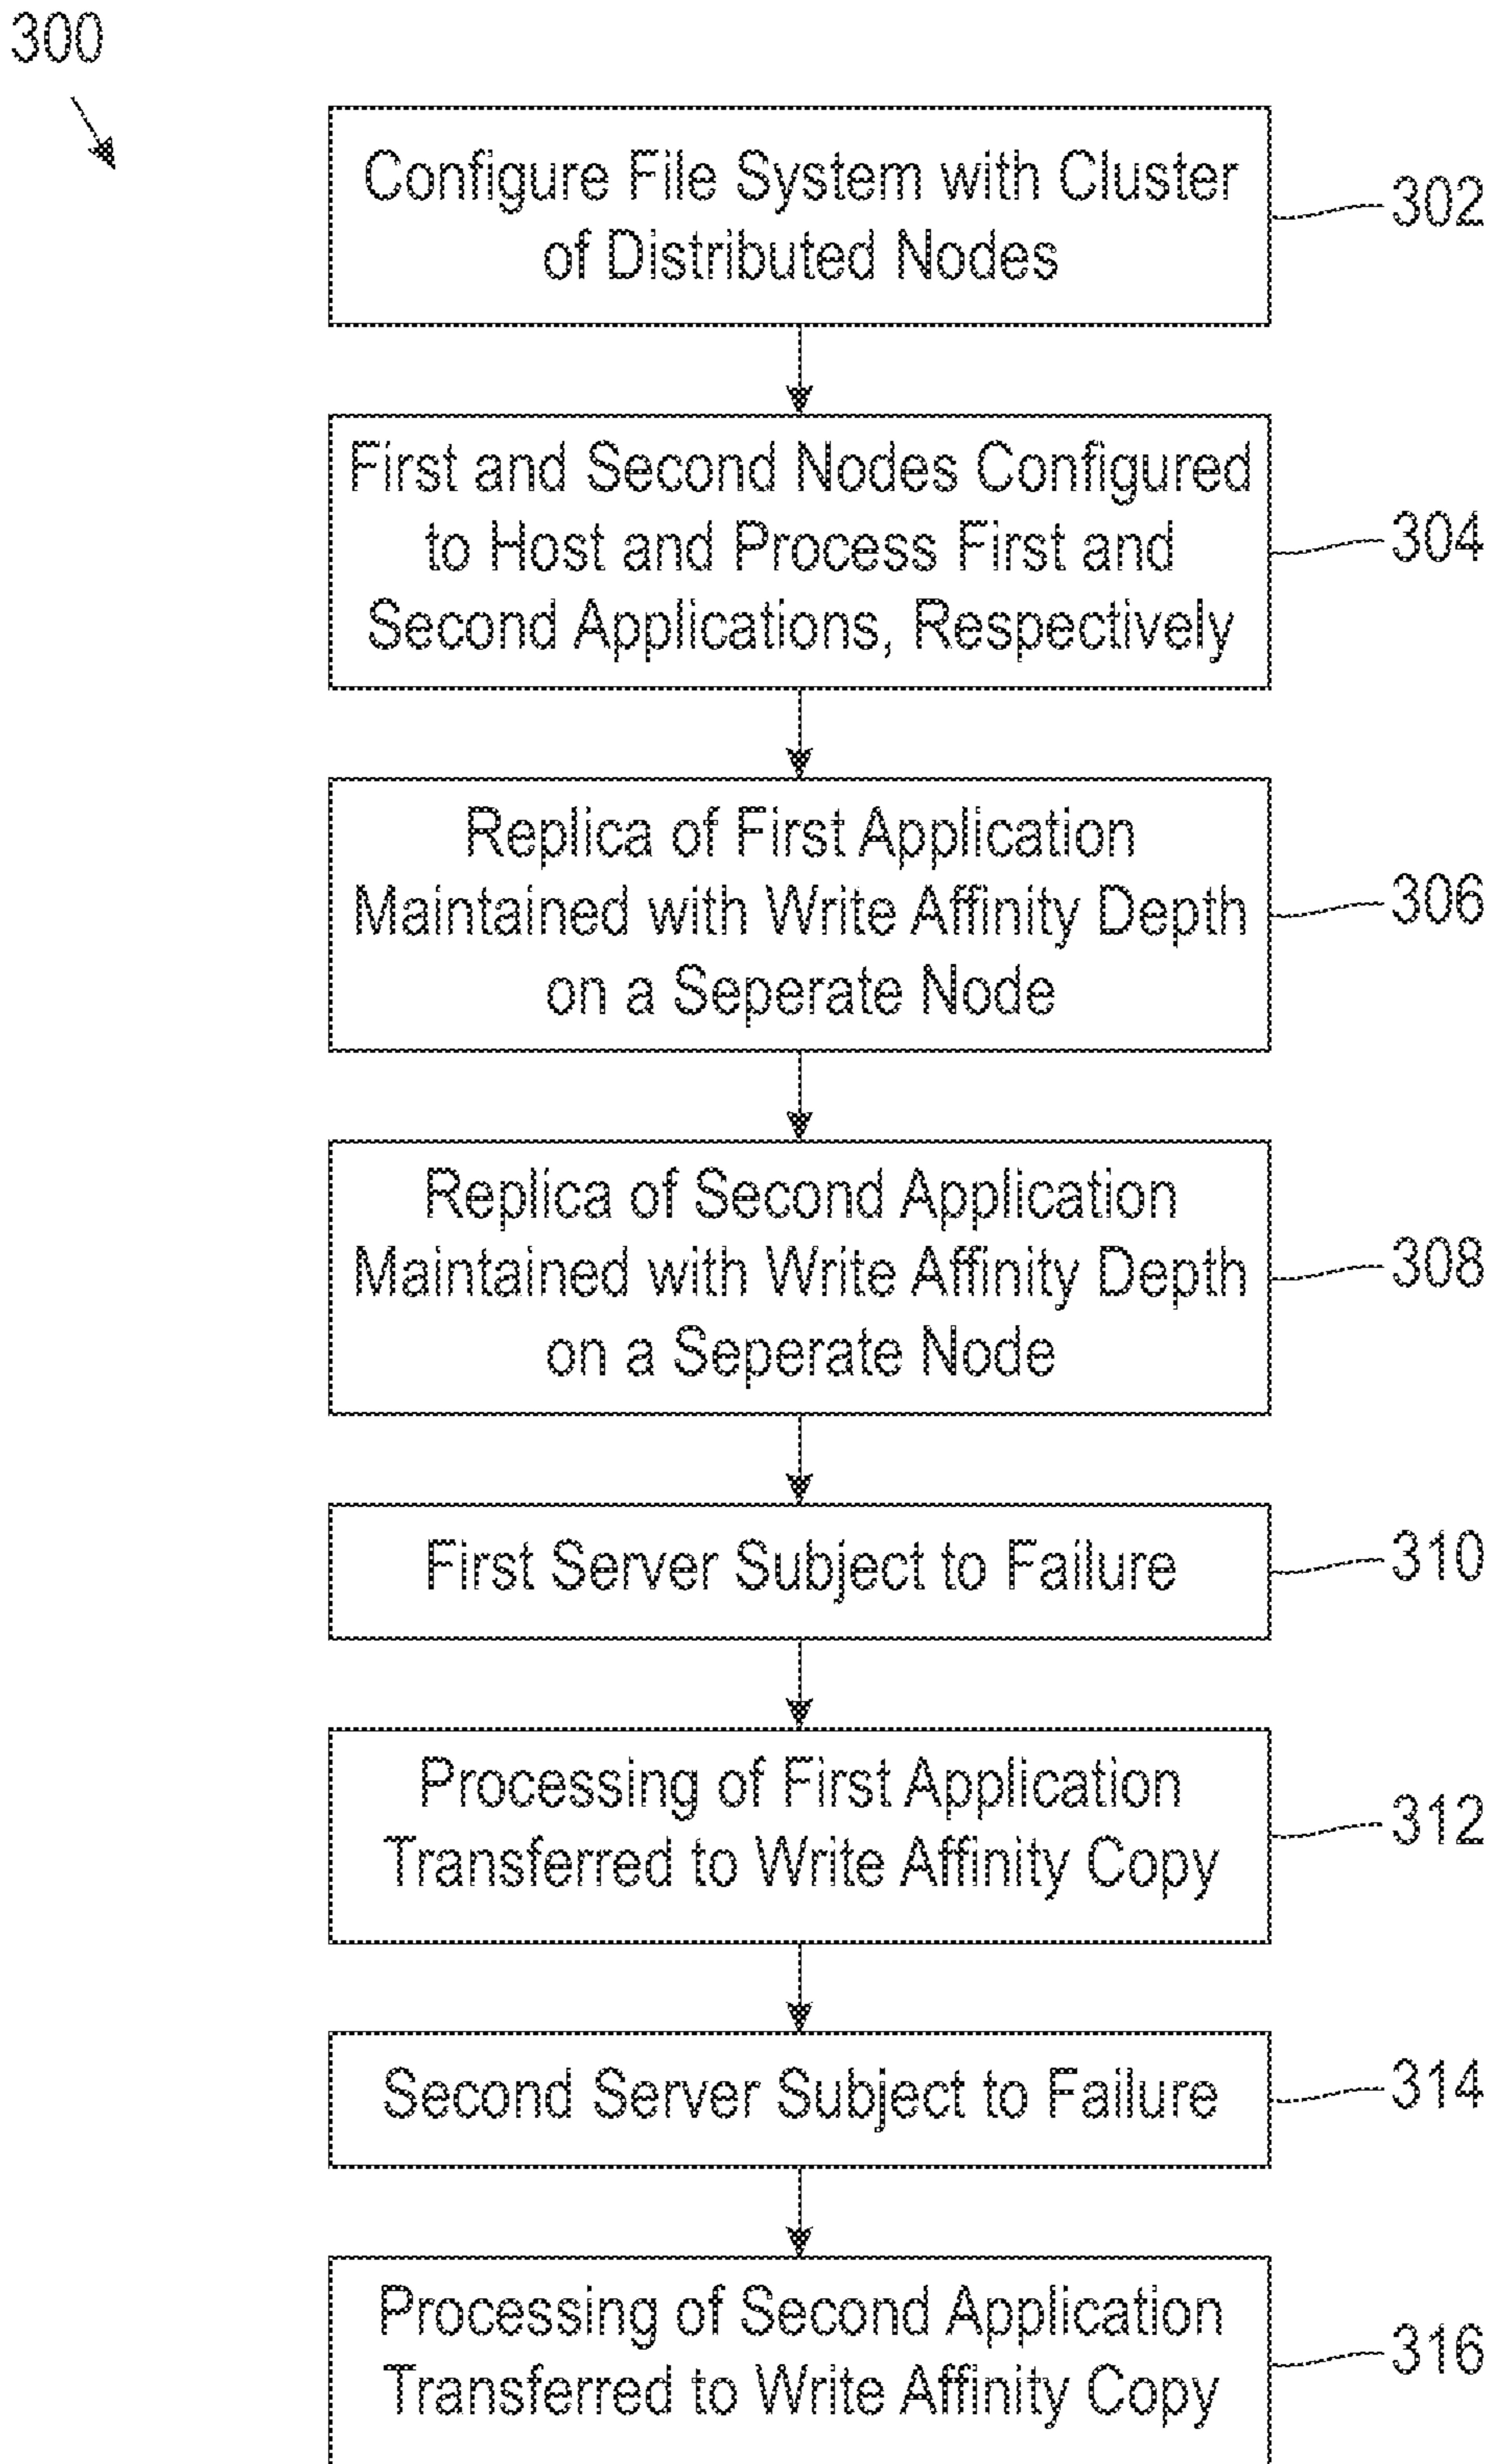 300
Configure File System with Cluster
of Distributed Nodes
302
First and Second Nodes Configured
to Host and Process First and
Second Applications, Respectively
304
Replica of First Application
Maintained with Write Affinity Depth
on a Seperate Node
306
Replica of Second Application
Maintained with Write Affinity Depth
on a Seperate Node
308
First Server Subject to Failure
310
Processing of First Application
Transferred to Write Affinity Copy
312
Second Server Subject to Failure
314
Processing of Second Application
Transferred to Write Affinity Copy
316